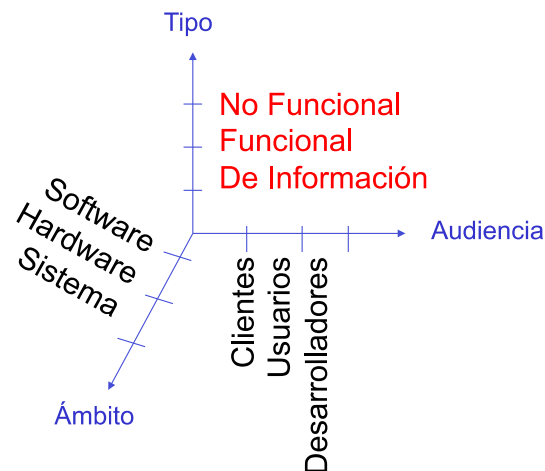 Tipo
No Funcional
Funcional
De Información
Software
Hardware
Sistema
Audiencia
Clientes
Usuarios
Desarrolladores
Ámbito